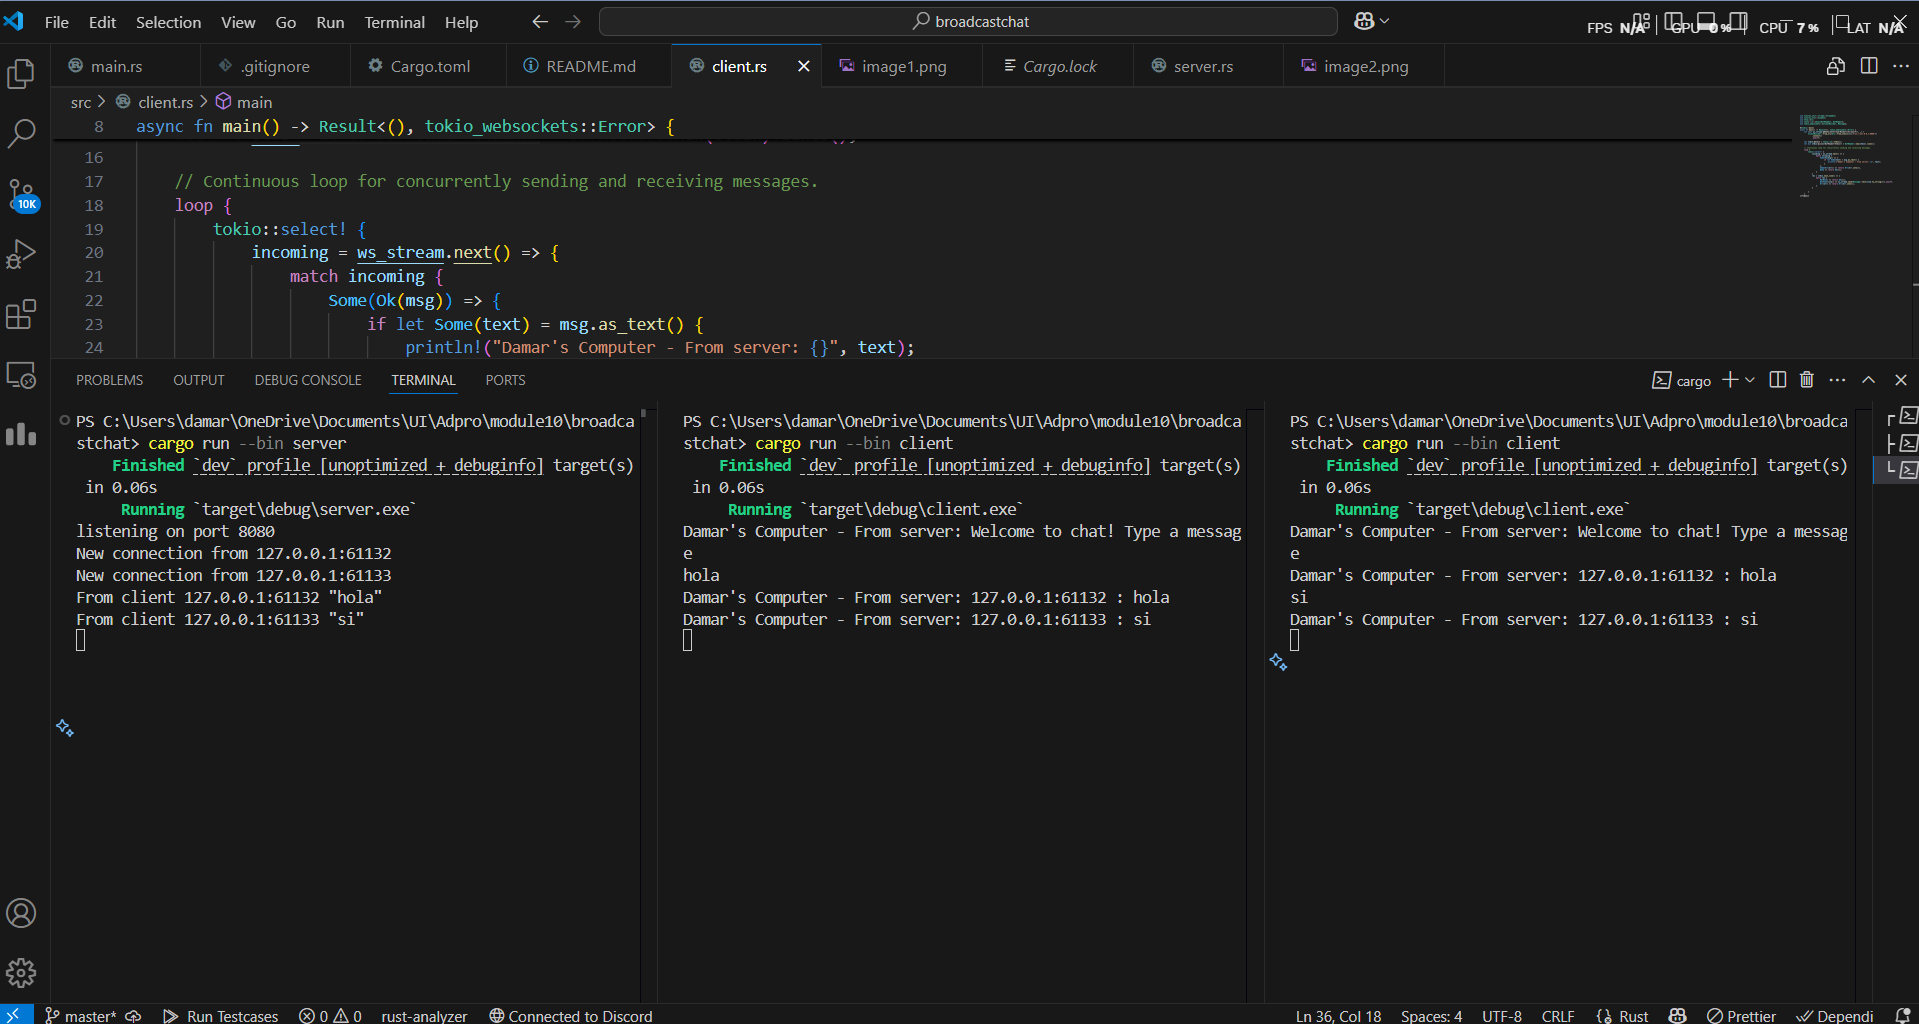 File Edit Selection View Go Run Terminal Help
broadcastchat
FPS N/A | GPU 0% | CPU 7% | LAT N/A
main.rs .gitignore Cargo.toml README.md client.rs image1.png Cargo.lock server.rs image2.png
src > client.rs > main
8 async fn main() -> Result<(), tokio_websockets::Error> {
16
17 // Continuous loop for concurrently sending and receiving messages.
18 loop {
19 tokio::select! {
20 incoming = ws_stream.next() => {
21 match incoming {
22 Some(Ok(msg)) => {
23 if let Some(text) = msg.as_text() {
24 println!("Damar's Computer - From server: {}", text);
10K
PROBLEMS OUTPUT DEBUG CONSOLE TERMINAL PORTS
cargo
PS C:\Users\damar\OneDrive\Documents\UI\Adpro\module10\broadca
stchat> cargo run --bin server
Finished `dev` profile [unoptimized + debuginfo] target(s)
in 0.06s
Running `target\debug\server.exe`
listening on port 8080
New connection from 127.0.0.1:61132
New connection from 127.0.0.1:61133
From client 127.0.0.1:61132 "hola"
From client 127.0.0.1:61133 "si"
PS C:\Users\damar\OneDrive\Documents\UI\Adpro\module10\broadca
stchat> cargo run --bin client
Finished `dev` profile [unoptimized + debuginfo] target(s)
in 0.06s
Running `target\debug\client.exe`
Damar's Computer - From server: Welcome to chat! Type a messag
e
hola
Damar's Computer - From server: 127.0.0.1:61132 : hola
Damar's Computer - From server: 127.0.0.1:61133 : si
PS C:\Users\damar\OneDrive\Documents\UI\Adpro\module10\broadca
stchat> cargo run --bin client
Finished `dev` profile [unoptimized + debuginfo] target(s)
in 0.06s
Running `target\debug\client.exe`
Damar's Computer - From server: Welcome to chat! Type a messag
e
Damar's Computer - From server: 127.0.0.1:61132 : hola
si
Damar's Computer - From server: 127.0.0.1:61133 : si
master* Run Testcases 0 0 rust-analyzer Connected to Discord Ln 36, Col 18 Spaces: 4 UTF-8 CRLF {} Rust Prettier Dependi